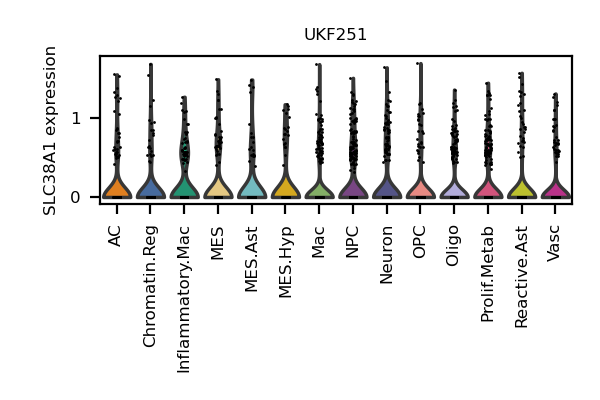 UKF251
SLC38A1 expression
1
0
AC
Chromatin.Reg
Inflammatory.Mac
MES
MES.Ast
MES.Hyp
Mac
NPC
Neuron
OPC
Oligo
Prolif.Metab
Reactive.Ast
Vasc